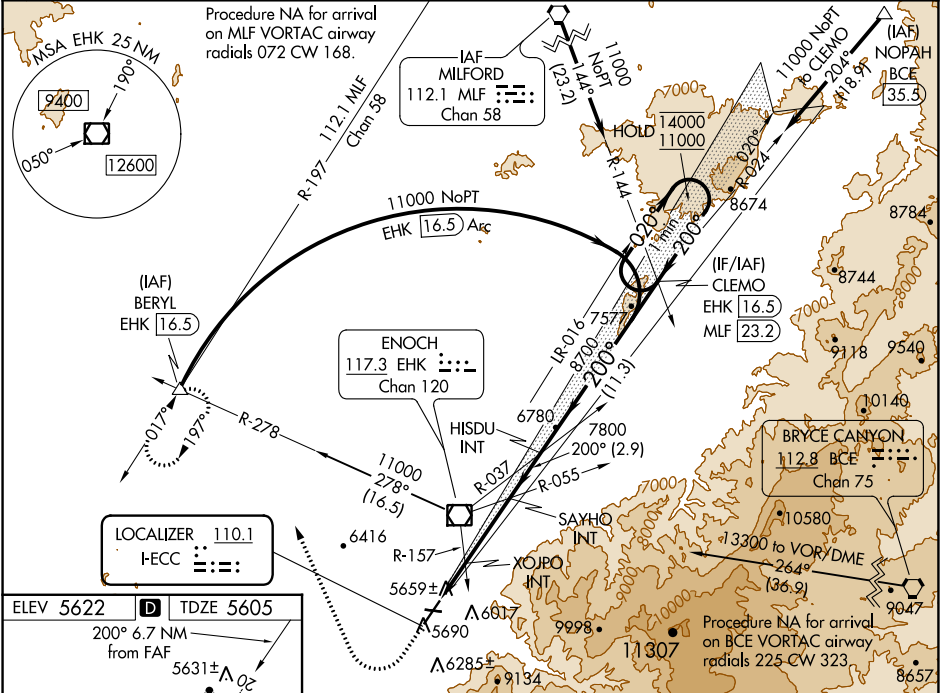 Procedure NA for arrival
on MLF VORTAC airway
radials 072 CW 168.
MSA EHK 25 NM
190°
9400
050°
12600
112.1 MLF
Chan 58
R-197
IAF
MILFORD
112.1 MLF
Chan 58
11000
NoPT
144°
(23.2)
R-144
7000
HOLD 14000
11000
11000 NoPT
to CLEMO
204°
(18.9)
(IAF)
NOPAH
BCE
35.5
020°
R-024
8674
8784
11000 NoPT
EHK 16.5 Arc
020°
1 min
200°
(IF/IAF)
CLEMO
EHK 16.5
MLF 23.2
8744
7000
(IAF)
BERYL
EHK 16.5
7577
9118
9540
ENOCH
117.3 EHK
Chan 120
LR-016
8700
200°
(11.3)
10140
017°
197°
R-278
6780
HISDU
INT
7800
200° (2.9)
R-037
R-055
BRYCE CANYON
112.8 BCE
Chan 75
11000
278°
(16.5)
SAYHO
INT
10580
LOCALIZER 110.1
I-ECC
6416
R-157
XOJPO
INT
13300 to VOR/DME
264°
(36.9)
9047
5659±
6017
5690
9298
11307
Procedure NA for arrival
on BCE VORTAC airway
radials 225 CW 323.
6285±
9134
8657
ELEV 5622 D TDZE 5605
200° 6.7 NM
from FAF
5631±
20